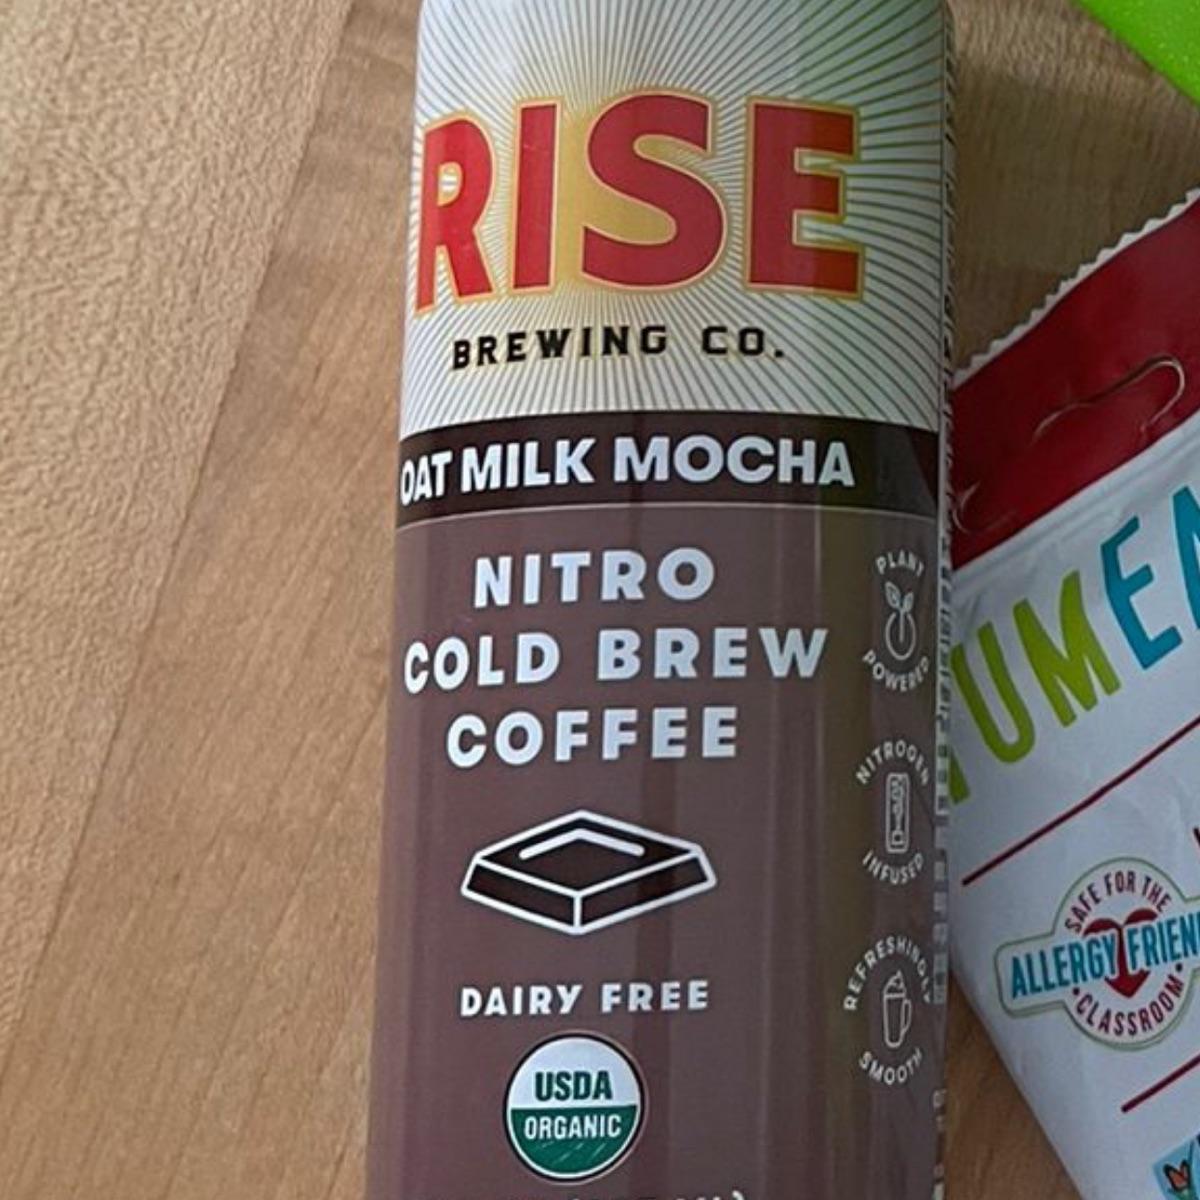 RISE
BREWING CO.
OAT MILK MOCHA
NITRO
COLD BREW
COFFEE
DAIRY FREE
USDA
ORGANIC
PLANT
POWERED
NITROGEN
INFUSED
REFRESHINGLY
SMOOTH
SAFE FOR THE
ALLERGY FRIEN
CLASSROOM